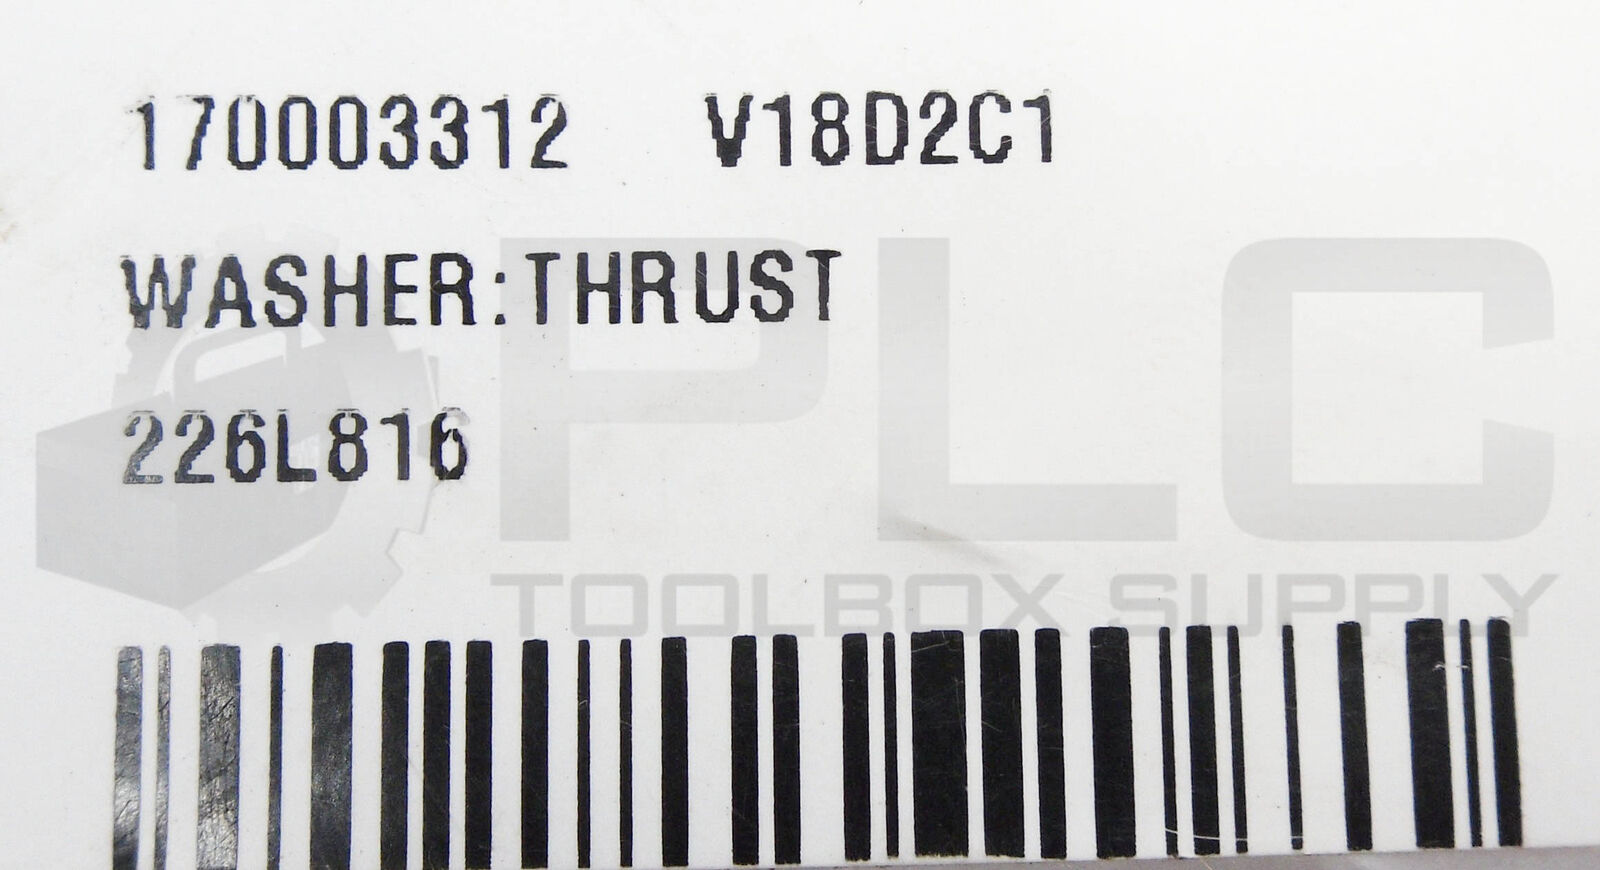 170003312 V18D2C1
WASHER:THRUST
226L816
PLC
TOOLBOX SUPPLY